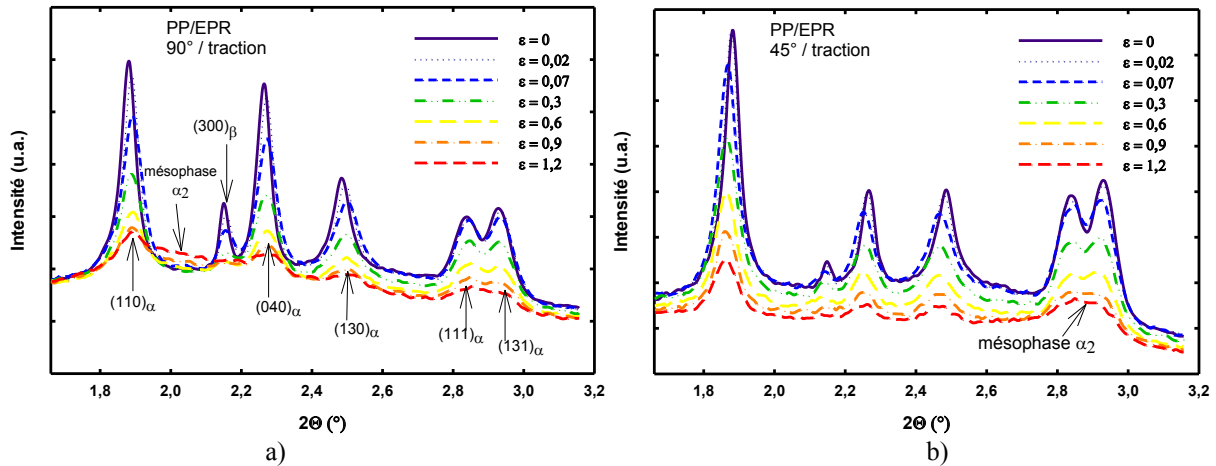 PP/EPR
90° / traction
ε = 0
ε = 0,02
ε = 0,07
ε = 0,3
ε = 0,6
ε = 0,9
ε = 1,2
(300)β
mésophase
α2
(110)α
(040)α
(130)α
(111)α
(131)α
Intensité (u.a.)
1,8 2,0 2,2 2,4 2,6 2,8 3,0 3,2
2Θ (°)
a)
PP/EPR
45° / traction
ε = 0
ε = 0,02
ε = 0,07
ε = 0,3
ε = 0,6
ε = 0,9
ε = 1,2
mésophase α2
Intensité (u.a.)
1,8 2,0 2,2 2,4 2,6 2,8 3,0 3,2
2Θ (°)
b)